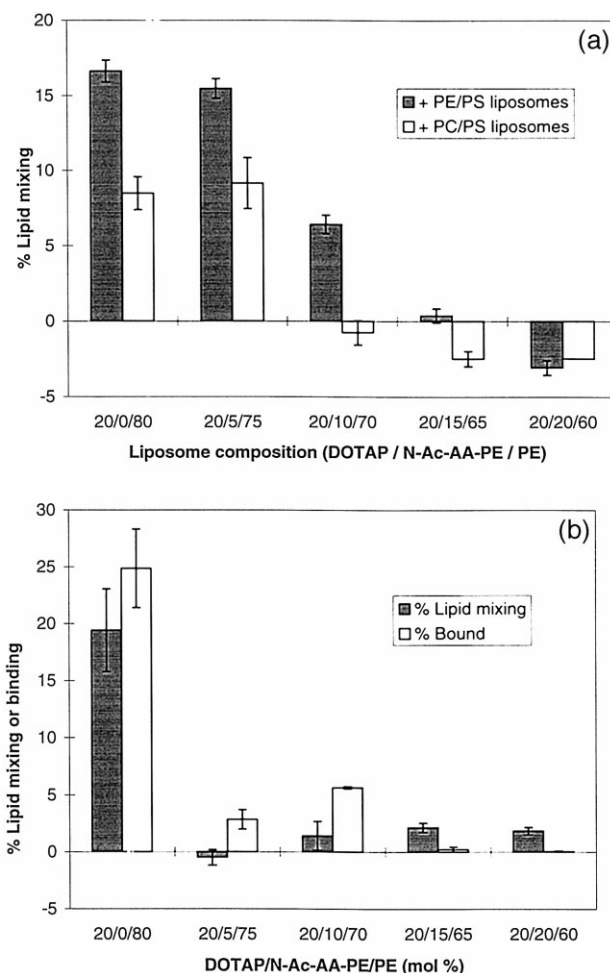 (a)
20
15
10
5
0
-5
% Lipid mixing
+ PE/PS liposomes
+ PC/PS liposomes
20/0/80 20/5/75 20/10/70 20/15/65 20/20/60
Liposome composition (DOTAP / N-Ac-AA-PE / PE)
(b)
30
25
20
15
10
5
0
-5
% Lipid mixing or binding
% Lipid mixing
% Bound
20/0/80 20/5/75 20/10/70 20/15/65 20/20/60
DOTAP/N-Ac-AA-PE/PE (mol %)